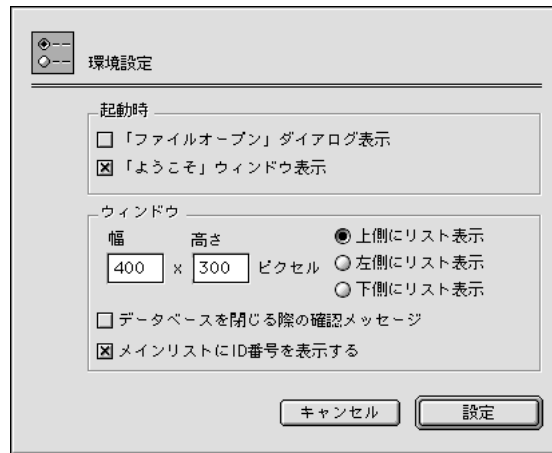 環境設定
起動時
「ファイルオープン」ダイアログ表示
「ようこそ」ウィンドウ表示
ウィンドウ
幅 高さ
400 x 300 ピクセル
上側にリスト表示
左側にリスト表示
下側にリスト表示
データベースを閉じる際の確認メッセージ
メインリストにID番号を表示する
キャンセル 設定